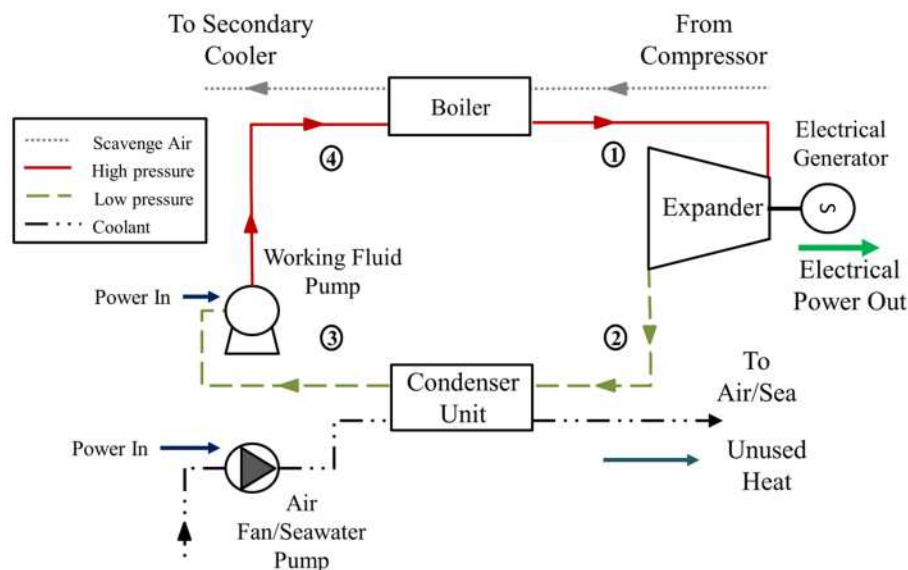 To Secondary
Cooler
From
Compressor
Boiler
Scavenge Air
High pressure
Low pressure
Coolant
④
①
Electrical
Generator
Expander
S
Working Fluid
Pump
Electrical
Power Out
Power In
③
②
Condenser
Unit
To
Air/Sea
Power In
Unused
Heat
Air
Fan/Seawater
Pump